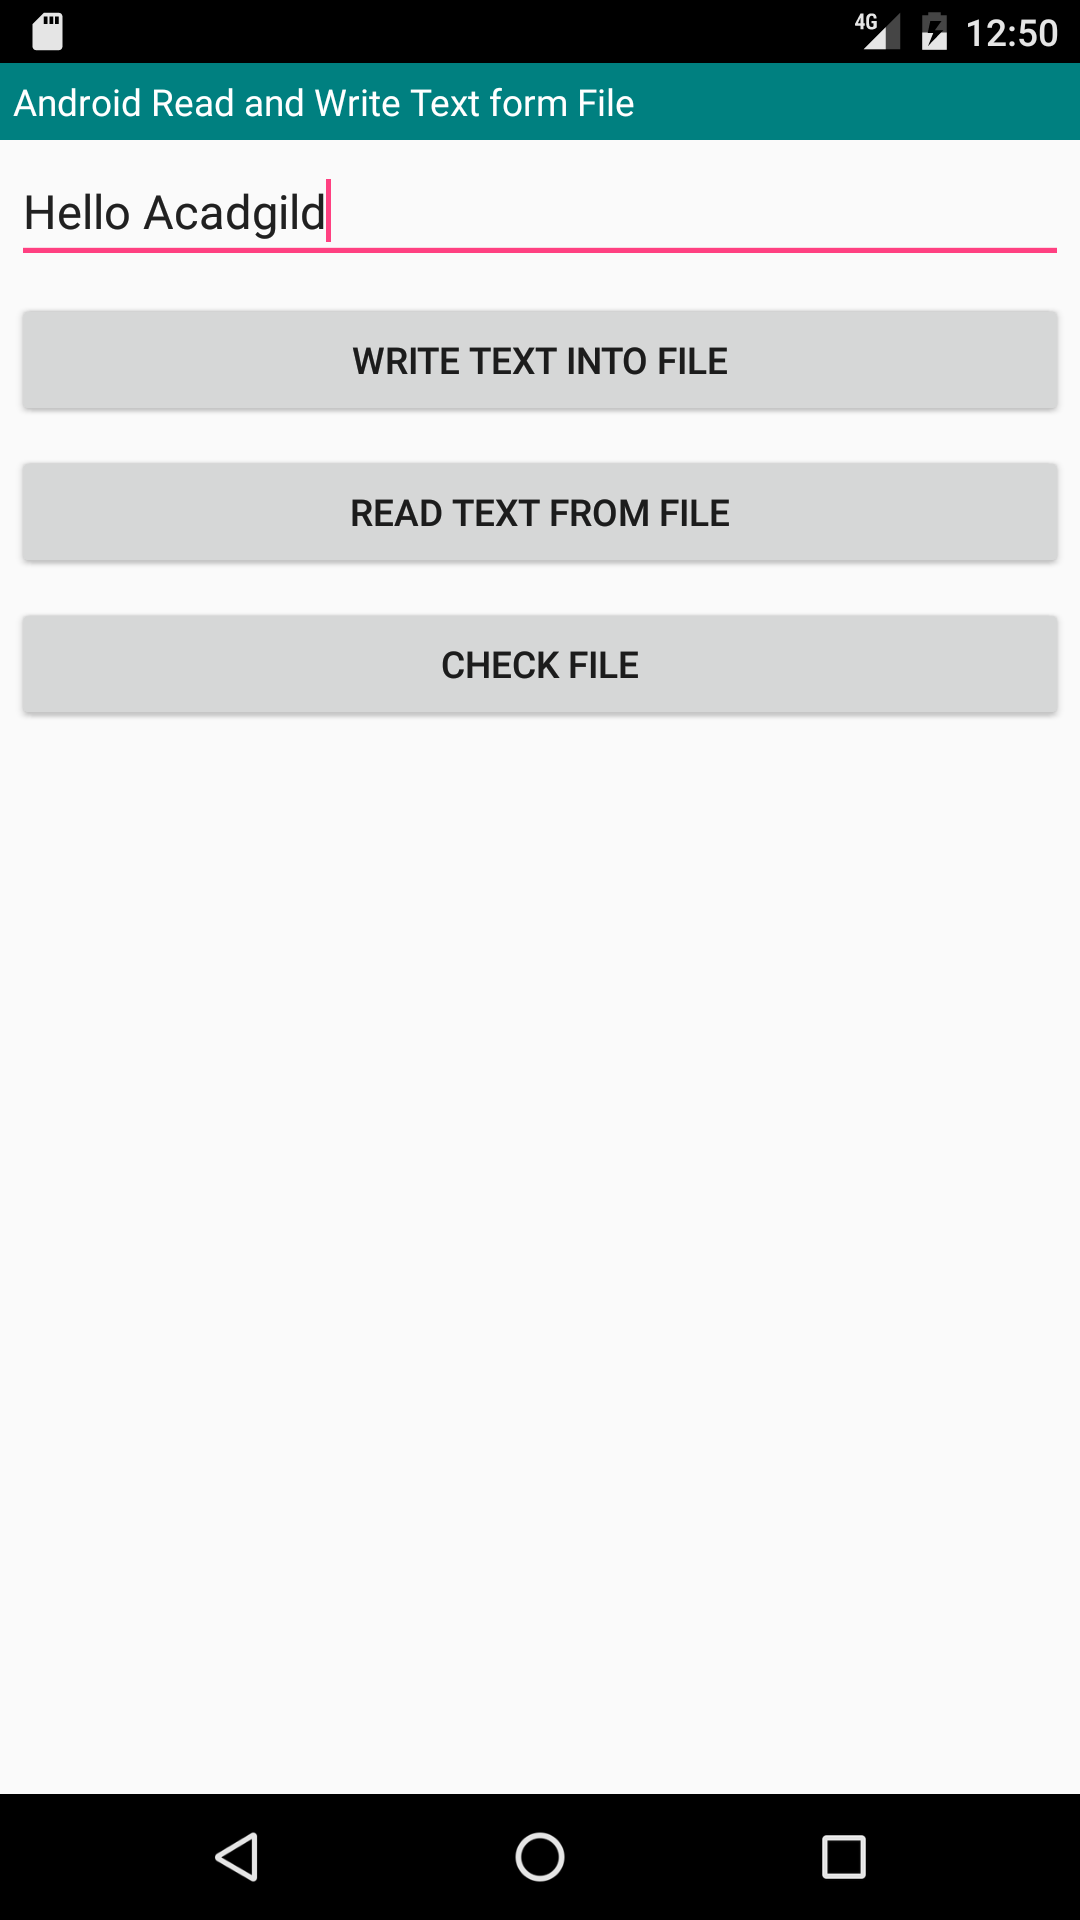 4G 12:50
Android Read and Write Text form File
Hello Acadgild
WRITE TEXT INTO FILE
READ TEXT FROM FILE
CHECK FILE